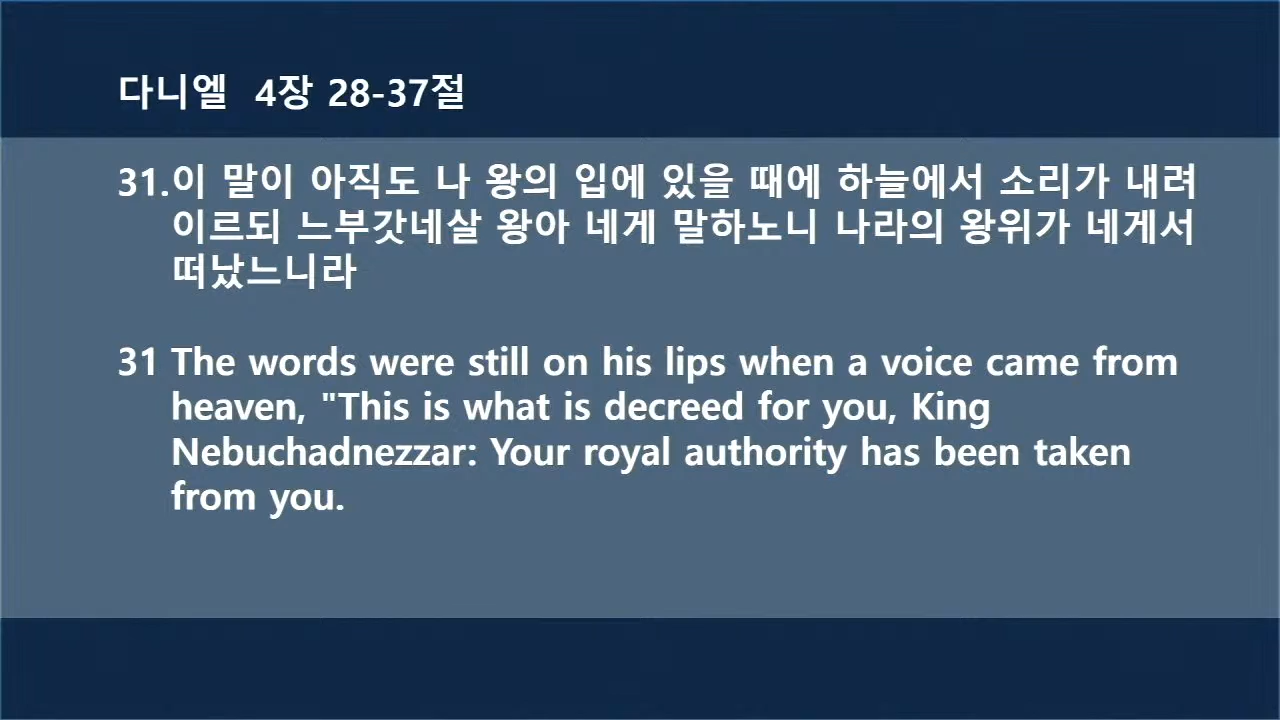 다니엘 4장 28-37절
31.이 말이 아직도 나 왕의 입에 있을 때에 하늘에서 소리가 내려
이르되 느부갓네살 왕아 네게 말하노니 나라의 왕위가 네게서
떠났느니라
31 The words were still on his lips when a voice came from
heaven, "This is what is decreed for you, King
Nebuchadnezzar: Your royal authority has been taken
from you.